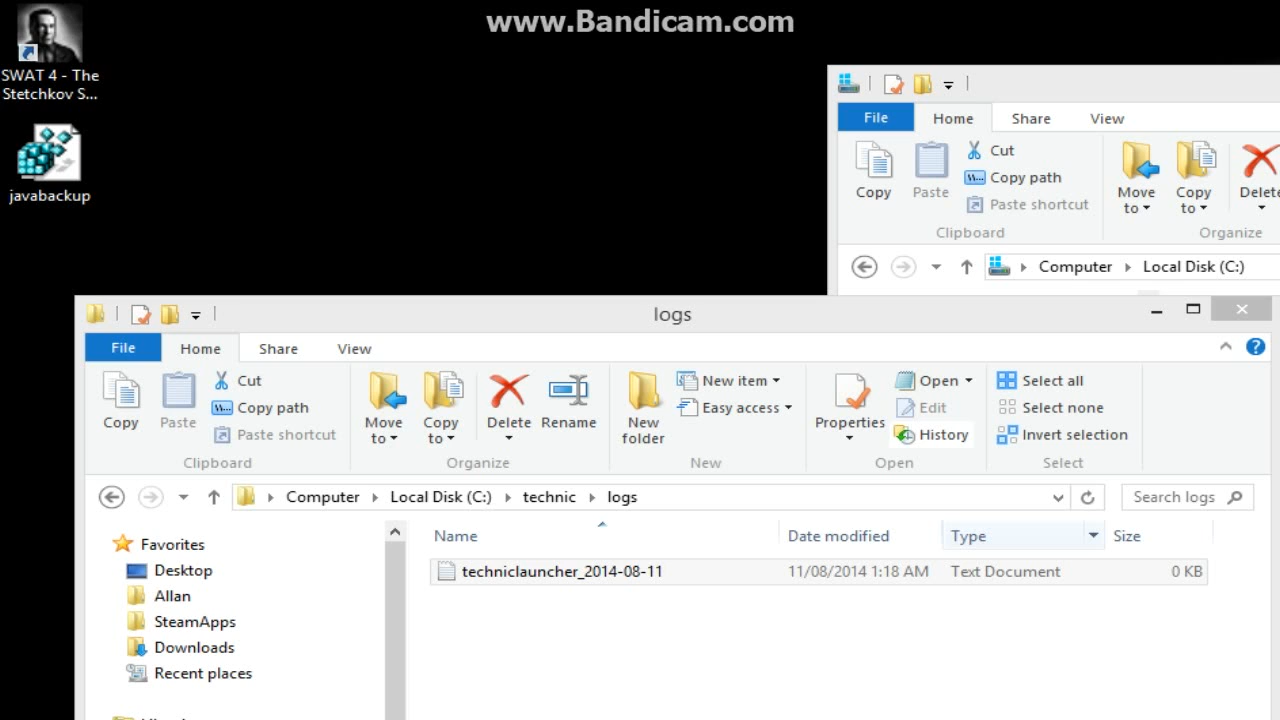 www.Bandicam.com
SWAT 4 - The
Stetchkov S...
javabackup
File Home Share View
Copy
Paste
Cut
Copy path
Paste shortcut
Move
to
Copy
to
Delete
Clipboard Organize
Computer Local Disk (C:)
logs
File Home Share View
Copy
Paste
Cut
Copy path
Paste shortcut
Move
to
Copy
to
Delete
Rename
New
folder
New item
Easy access
Properties
Open
Edit
History
Select all
Select none
Invert selection
Clipboard Organize New Open Select
Computer Local Disk (C:) technic logs
Search logs
Favorites
Desktop
Allan
SteamApps
Downloads
Recent places
Name Date modified Type Size
techniclauncher_2014-08-11 11/08/2014 1:18 AM Text Document 0 KB